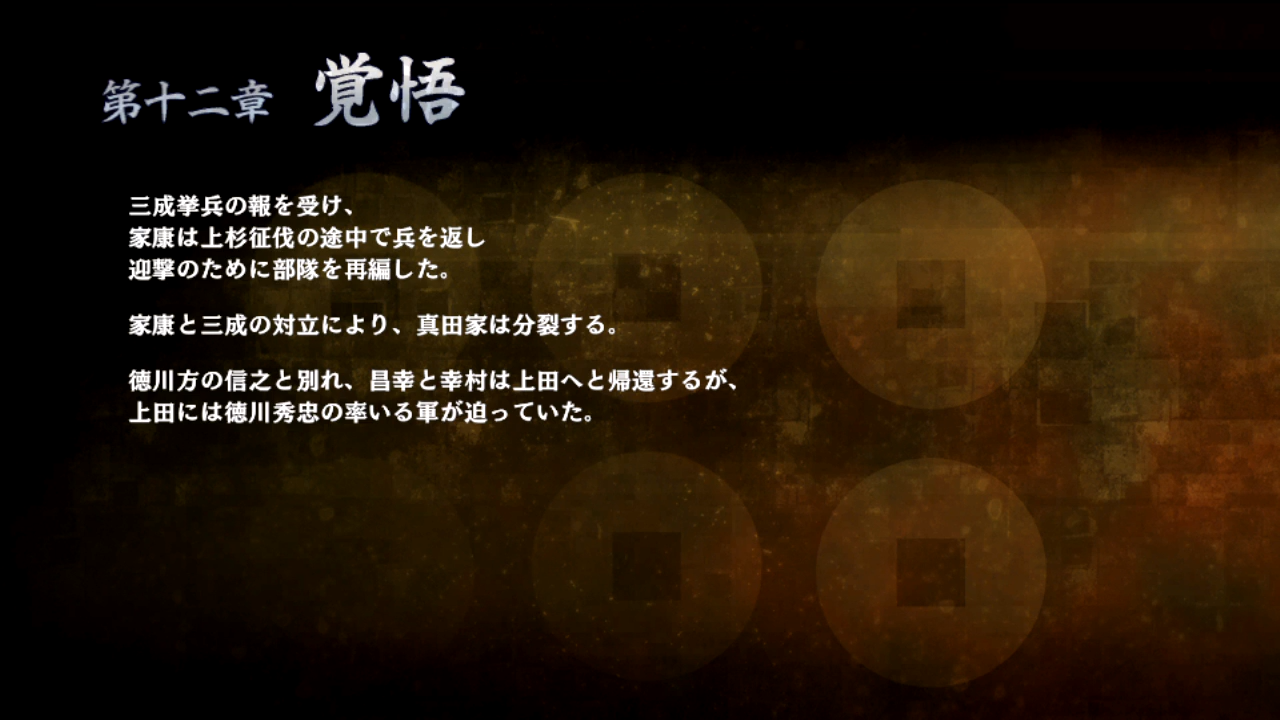 第十二章 覚悟
三成挙兵の報を受け、
家康は上杉征伐の途中で兵を返し
迎撃のために部隊を再編した。
家康と三成の対立により、真田家は分裂する。
徳川方の信之と別れ、昌幸と幸村は上田へと帰還するが、
上田には徳川秀忠の率いる軍が迫っていた。